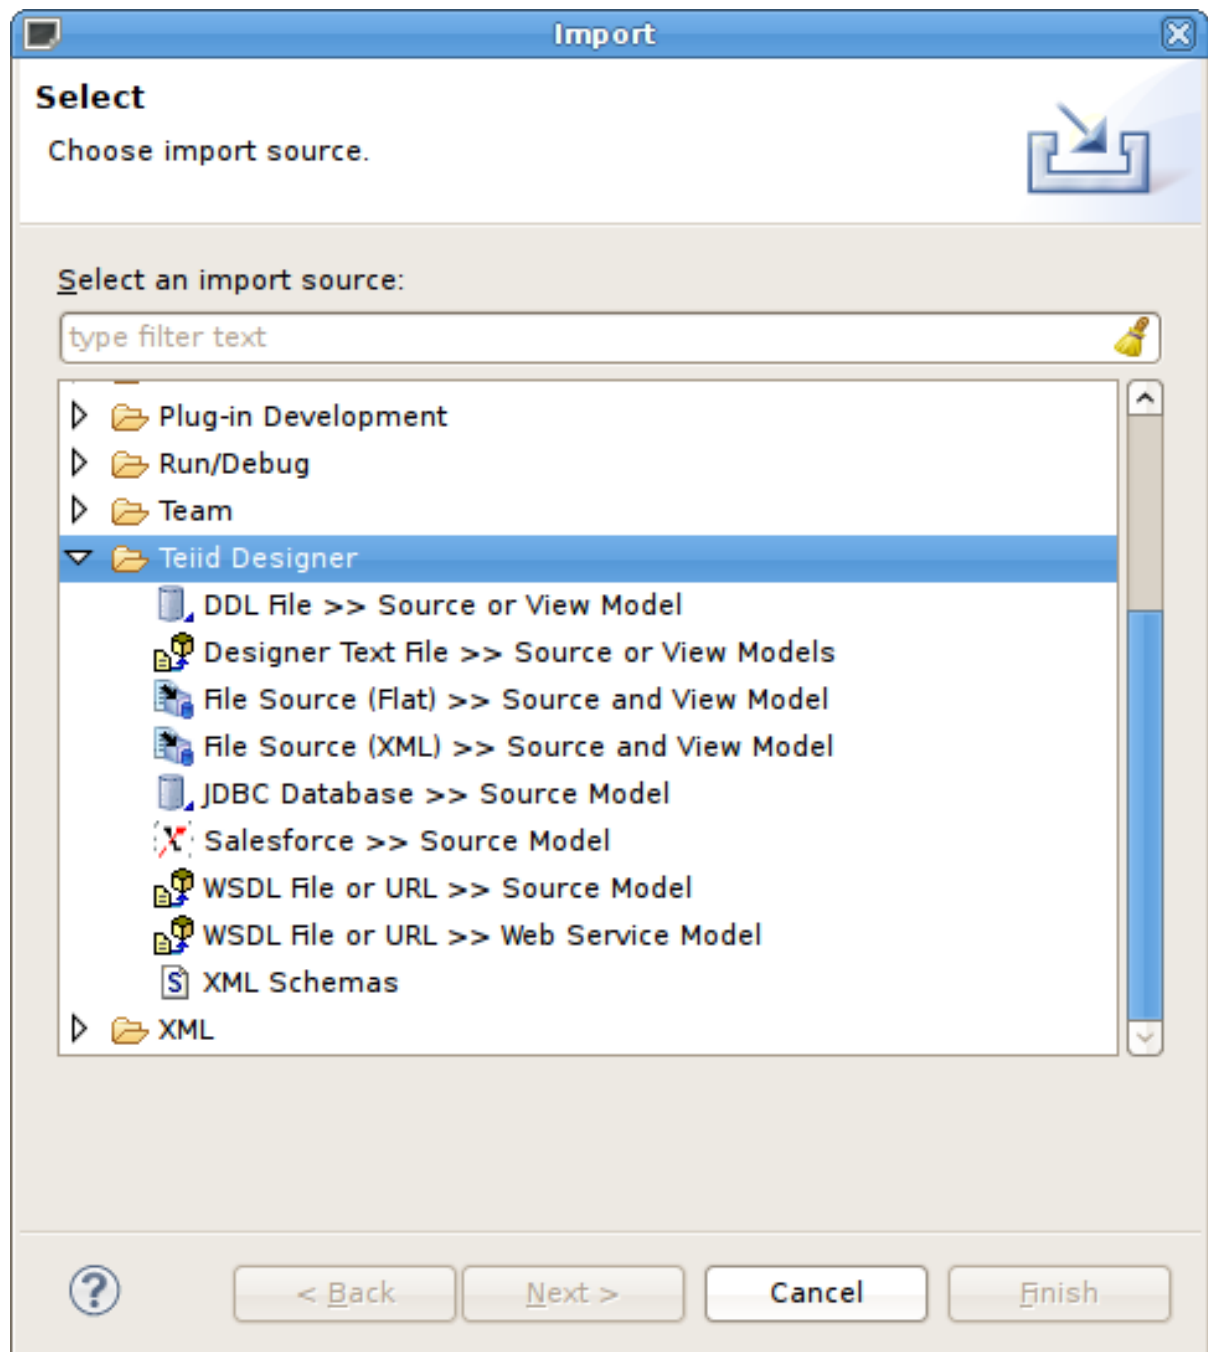 Import
Select
Choose import source.
Select an import source:
type filter text
Plug-in Development
Run/Debug
Team
Teiid Designer
DDL File >> Source or View Model
Designer Text File >> Source or View Models
File Source (Flat) >> Source and View Model
File Source (XML) >> Source and View Model
JDBC Database >> Source Model
Salesforce >> Source Model
WSDL File or URL >> Source Model
WSDL File or URL >> Web Service Model
XML Schemas
XML
< Back Next > Cancel Finish